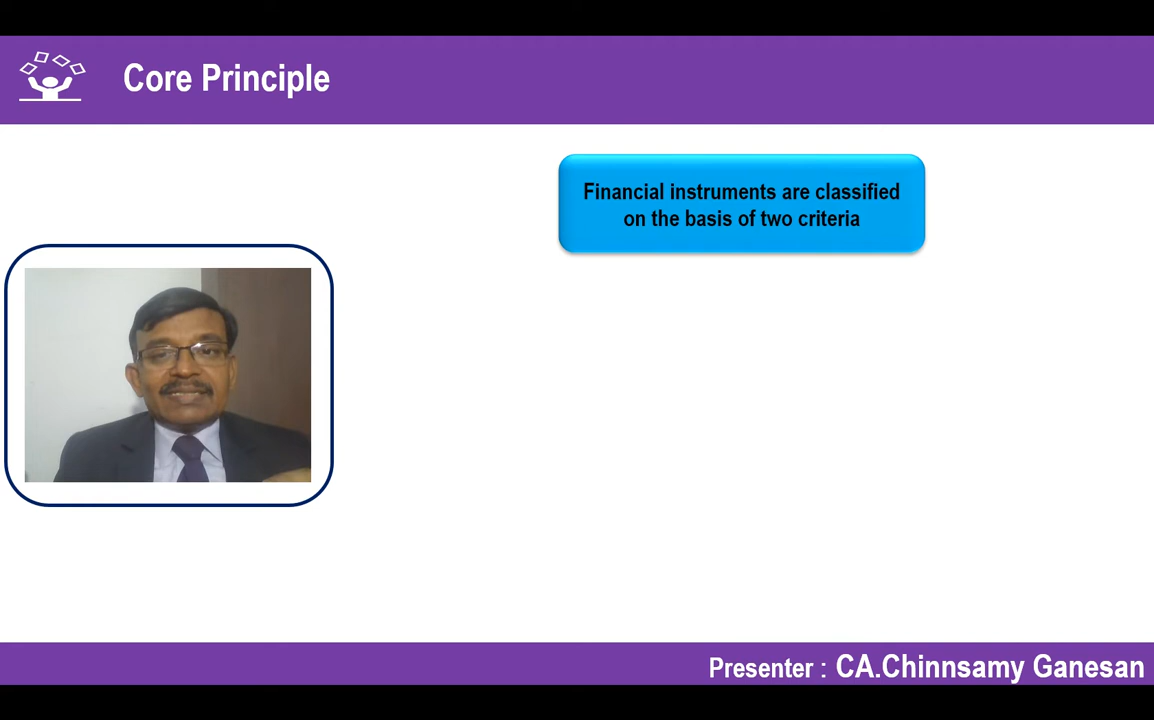 Core Principle
Financial instruments are classified
on the basis of two criteria
Presenter : CA.Chinnsamy Ganesan